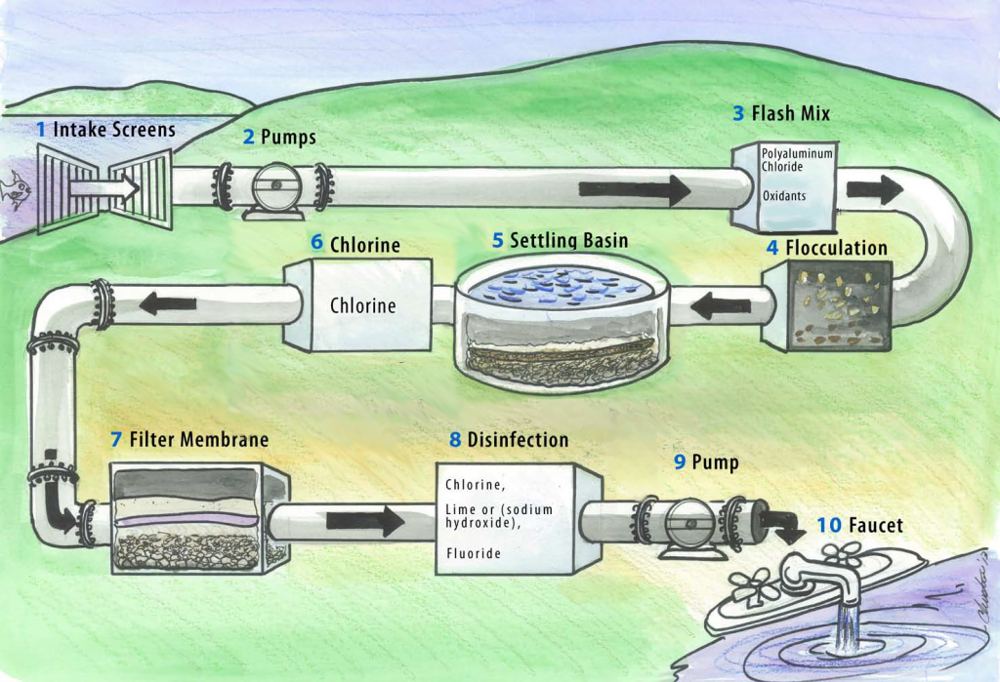 1 Intake Screens
2 Pumps
3 Flash Mix
Polyaluminum
Chloride
Oxidants
4 Flocculation
5 Settling Basin
6 Chlorine
Chlorine
7 Filter Membrane
8 Disinfection
Chlorine,
Lime or (sodium
hydroxide),
Fluoride
9 Pump
10 Faucet